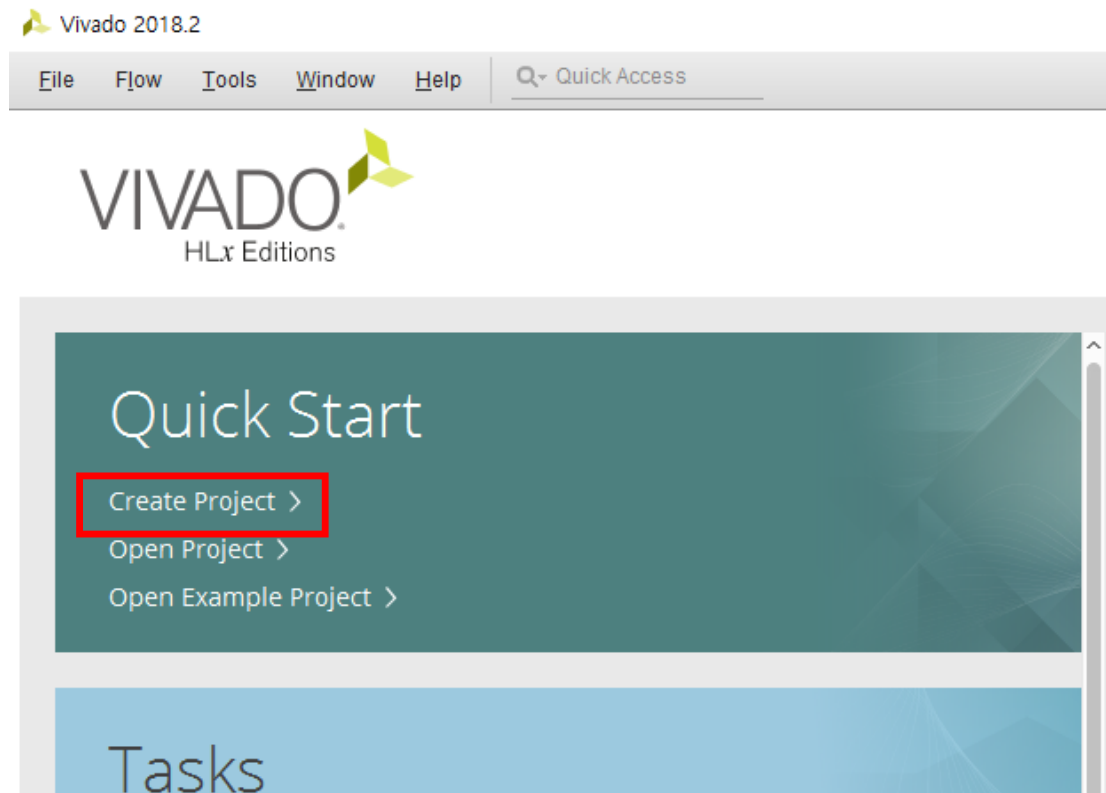 Vivado 2018.2
File Flow Tools Window Help Quick Access
VIVADO.
HLx Editions
Quick Start
Create Project >
Open Project >
Open Example Project >
Tasks